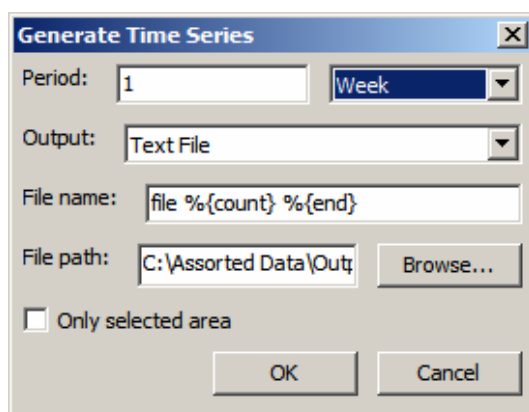 Generate Time Series
Period: 1 Week
Output: Text File
File name: file %{count} %{end}
File path: C:\Assorted Data\Outp Browse...
Only selected area
OK Cancel